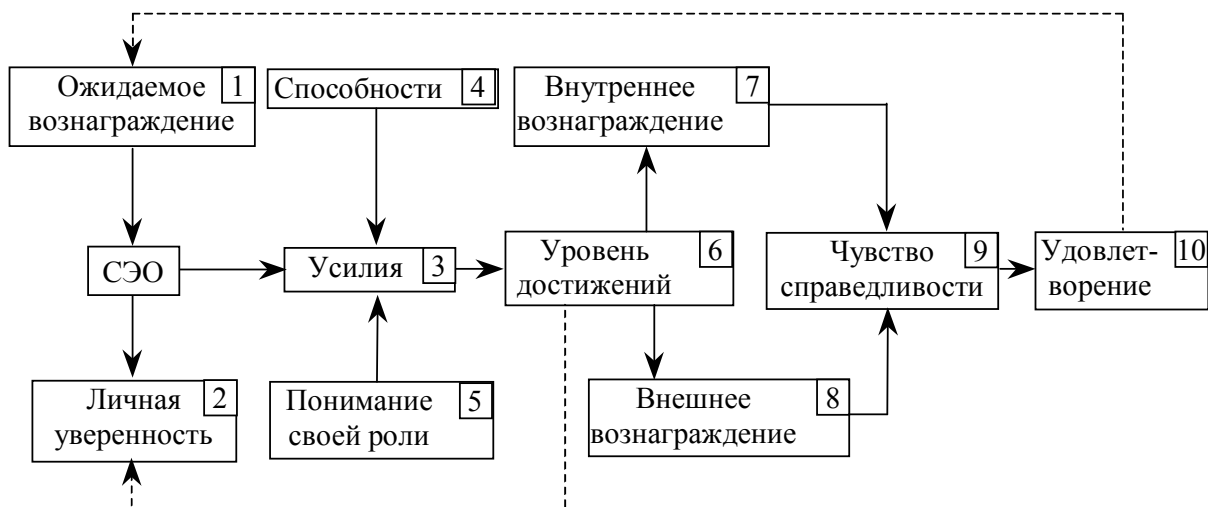 Ожидаемое 1
вознаграждение
Способности 4
Внутреннее 7
вознаграждение
СЭО
Усилия 3
Уровень 6
достижений
Чувство 9
справедливости
Удовлет- 10
ворение
Личная 2
уверенность
Понимание 5
своей роли
Внешнее 8
вознаграждение